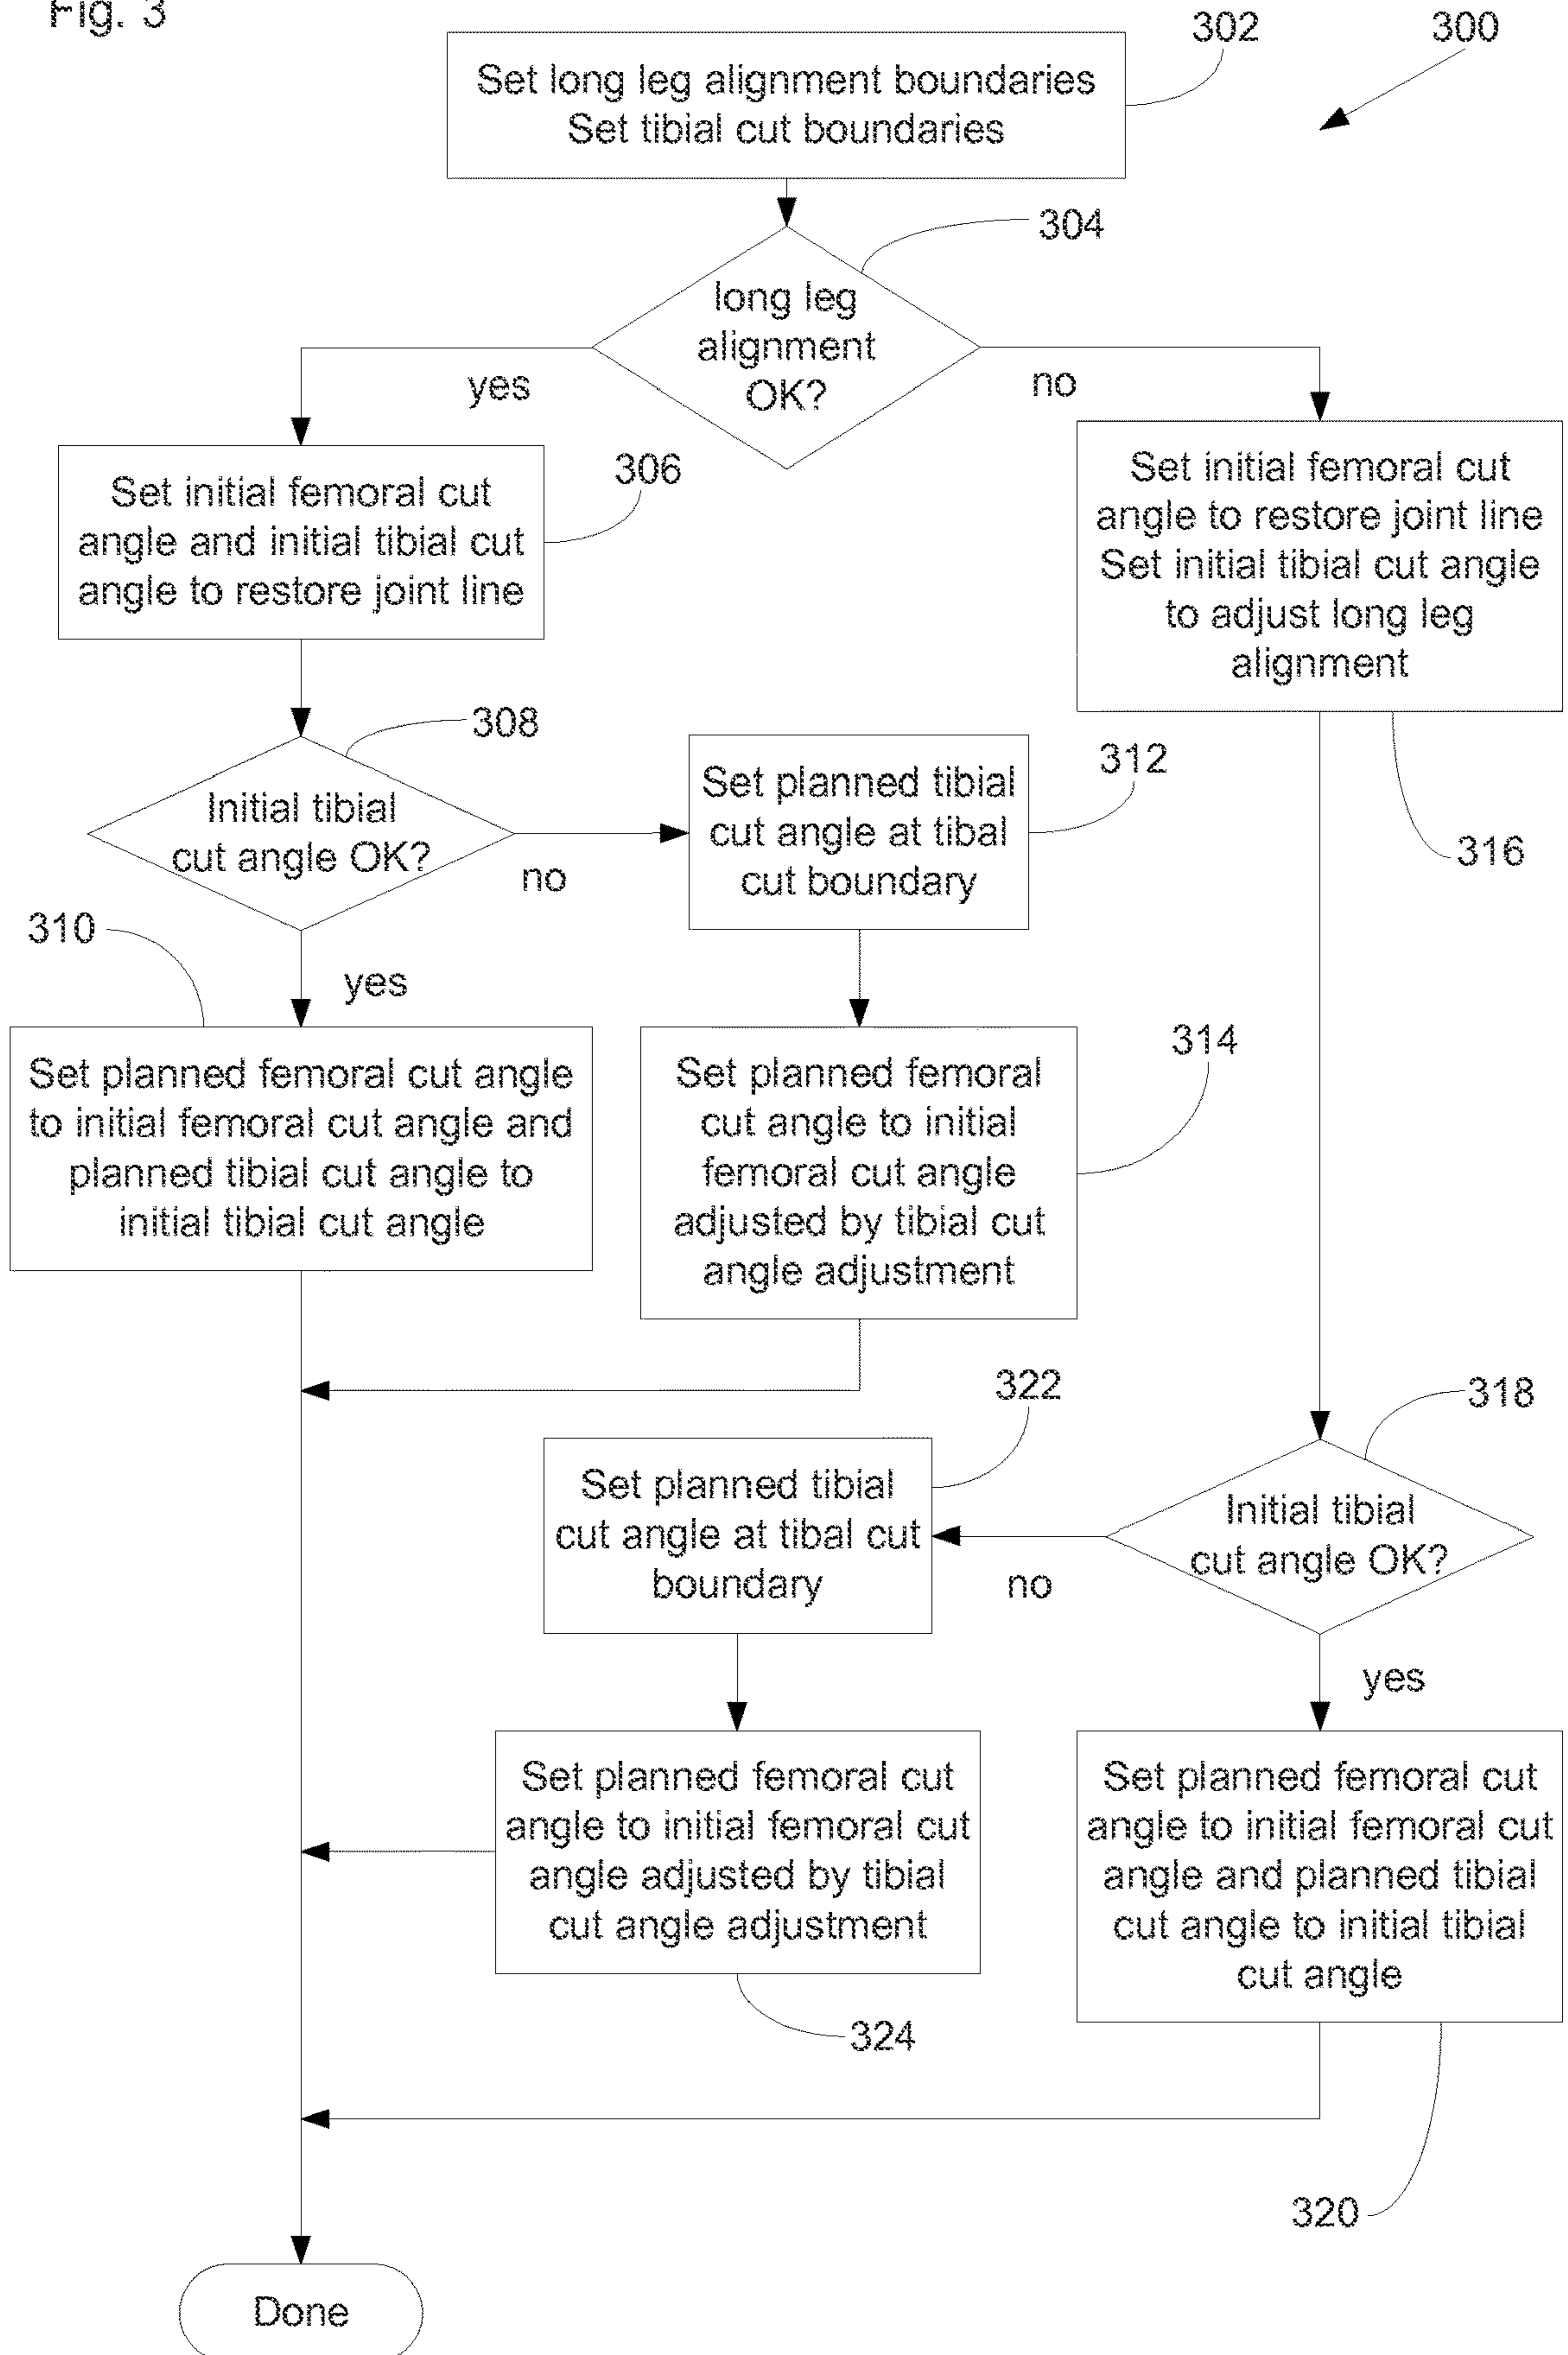 Fig. 3
302
300
Set long leg alignment boundaries
Set tibial cut boundaries
304
long leg
alignment
OK?
yes
no
306
Set initial femoral cut
angle and initial tibial cut
angle to restore joint line
Set initial femoral cut
angle to restore joint line
Set initial tibial cut angle
to adjust long leg
alignment
308
312
316
Initial tibial
cut angle OK?
no
Set planned tibial
cut angle at tibal
cut boundary
310
yes
314
Set planned femoral cut angle
to initial femoral cut angle and
planned tibial cut angle to
initial tibial cut angle
Set planned femoral
cut angle to initial
femoral cut angle
adjusted by tibial cut
angle adjustment
322
318
Set planned tibial
cut angle at tibal cut
boundary
no
Initial tibial
cut angle OK?
yes
Set planned femoral cut
angle to initial femoral cut
angle adjusted by tibial
cut angle adjustment
324
Set planned femoral cut
angle to initial femoral cut
angle and planned tibial
cut angle to initial tibial
cut angle
320
Done